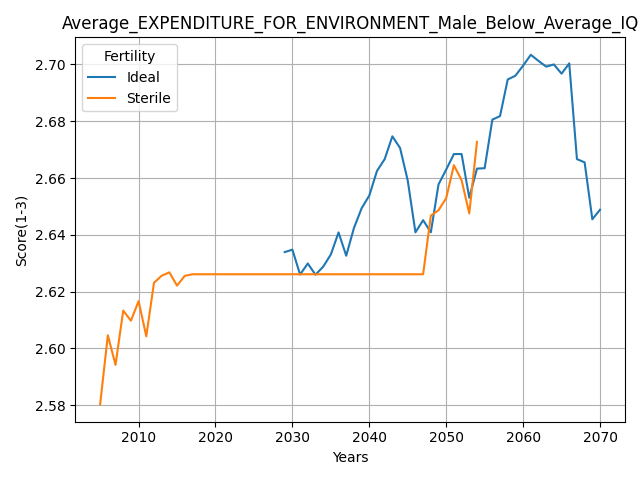 Average_EXPENDITURE_FOR_ENVIRONMENT_Male_Below_Average_IQ
Fertility
Ideal
Sterile
Score(1-3)
2.70
2.68
2.66
2.64
2.62
2.60
2.58
2010 2020 2030 2040 2050 2060 2070
Years